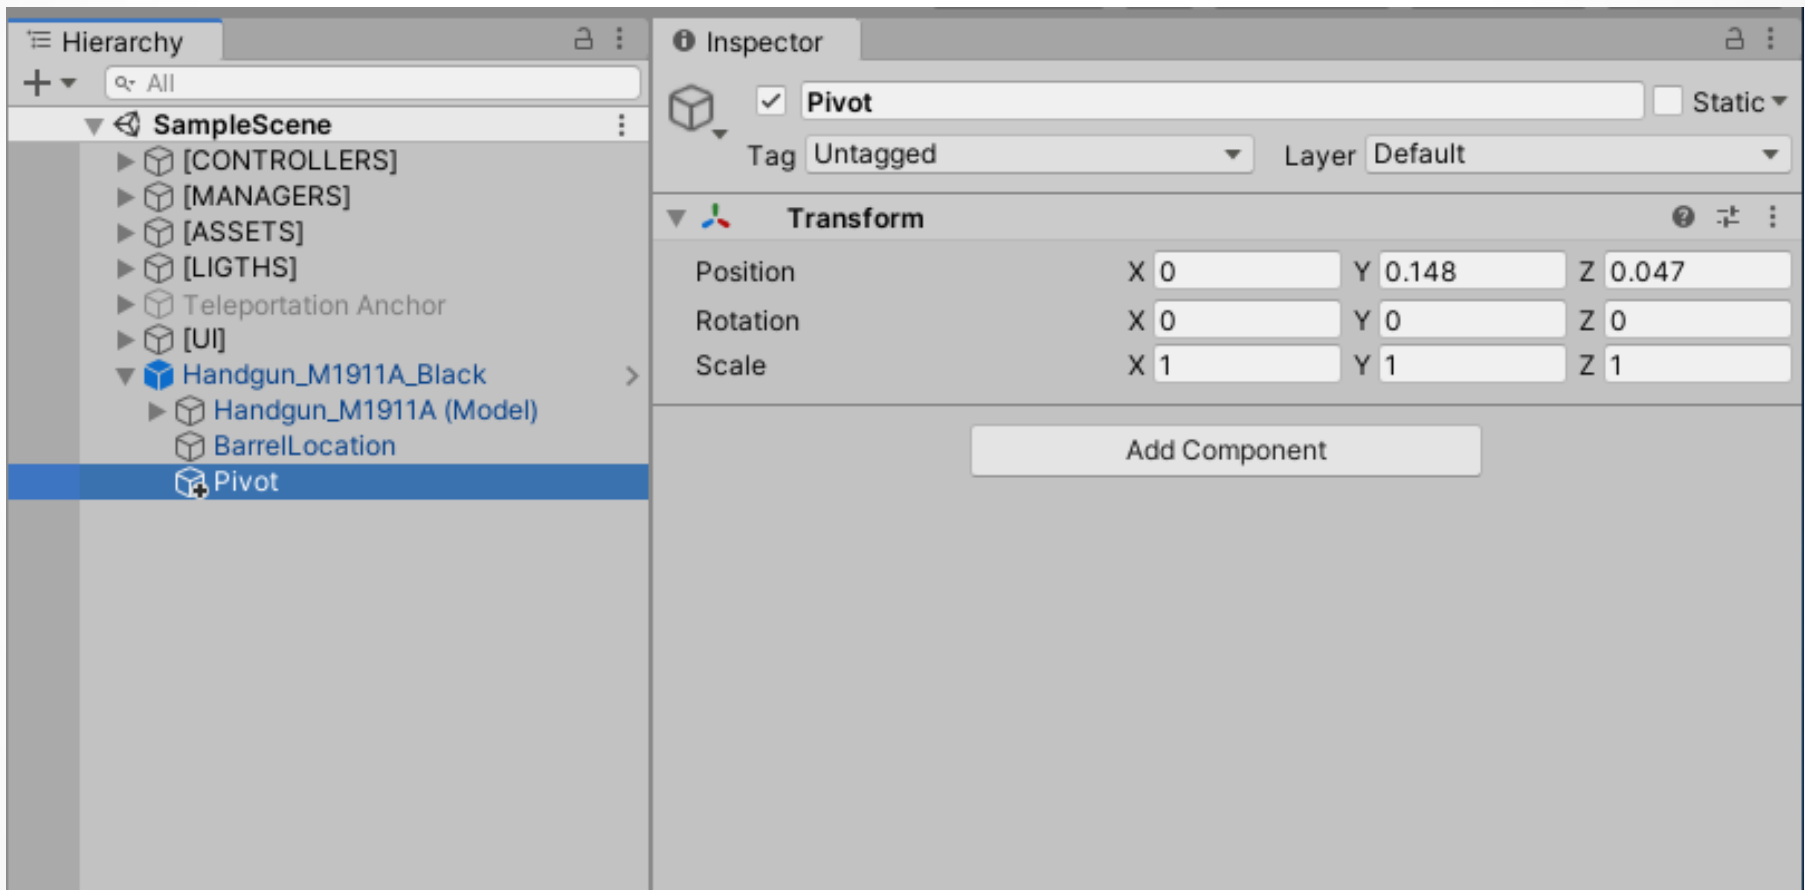 Hierarchy
All
SampleScene
[CONTROLLERS]
[MANAGERS]
[ASSETS]
[LIGTHS]
Teleportation Anchor
[UI]
Handgun_M1911A_Black
Handgun_M1911A (Model)
BarrelLocation
Pivot
Inspector
Pivot Static
Tag Untagged Layer Default
Transform
Position X 0 Y 0.148 Z 0.047
Rotation X 0 Y 0 Z 0
Scale X 1 Y 1 Z 1
Add Component